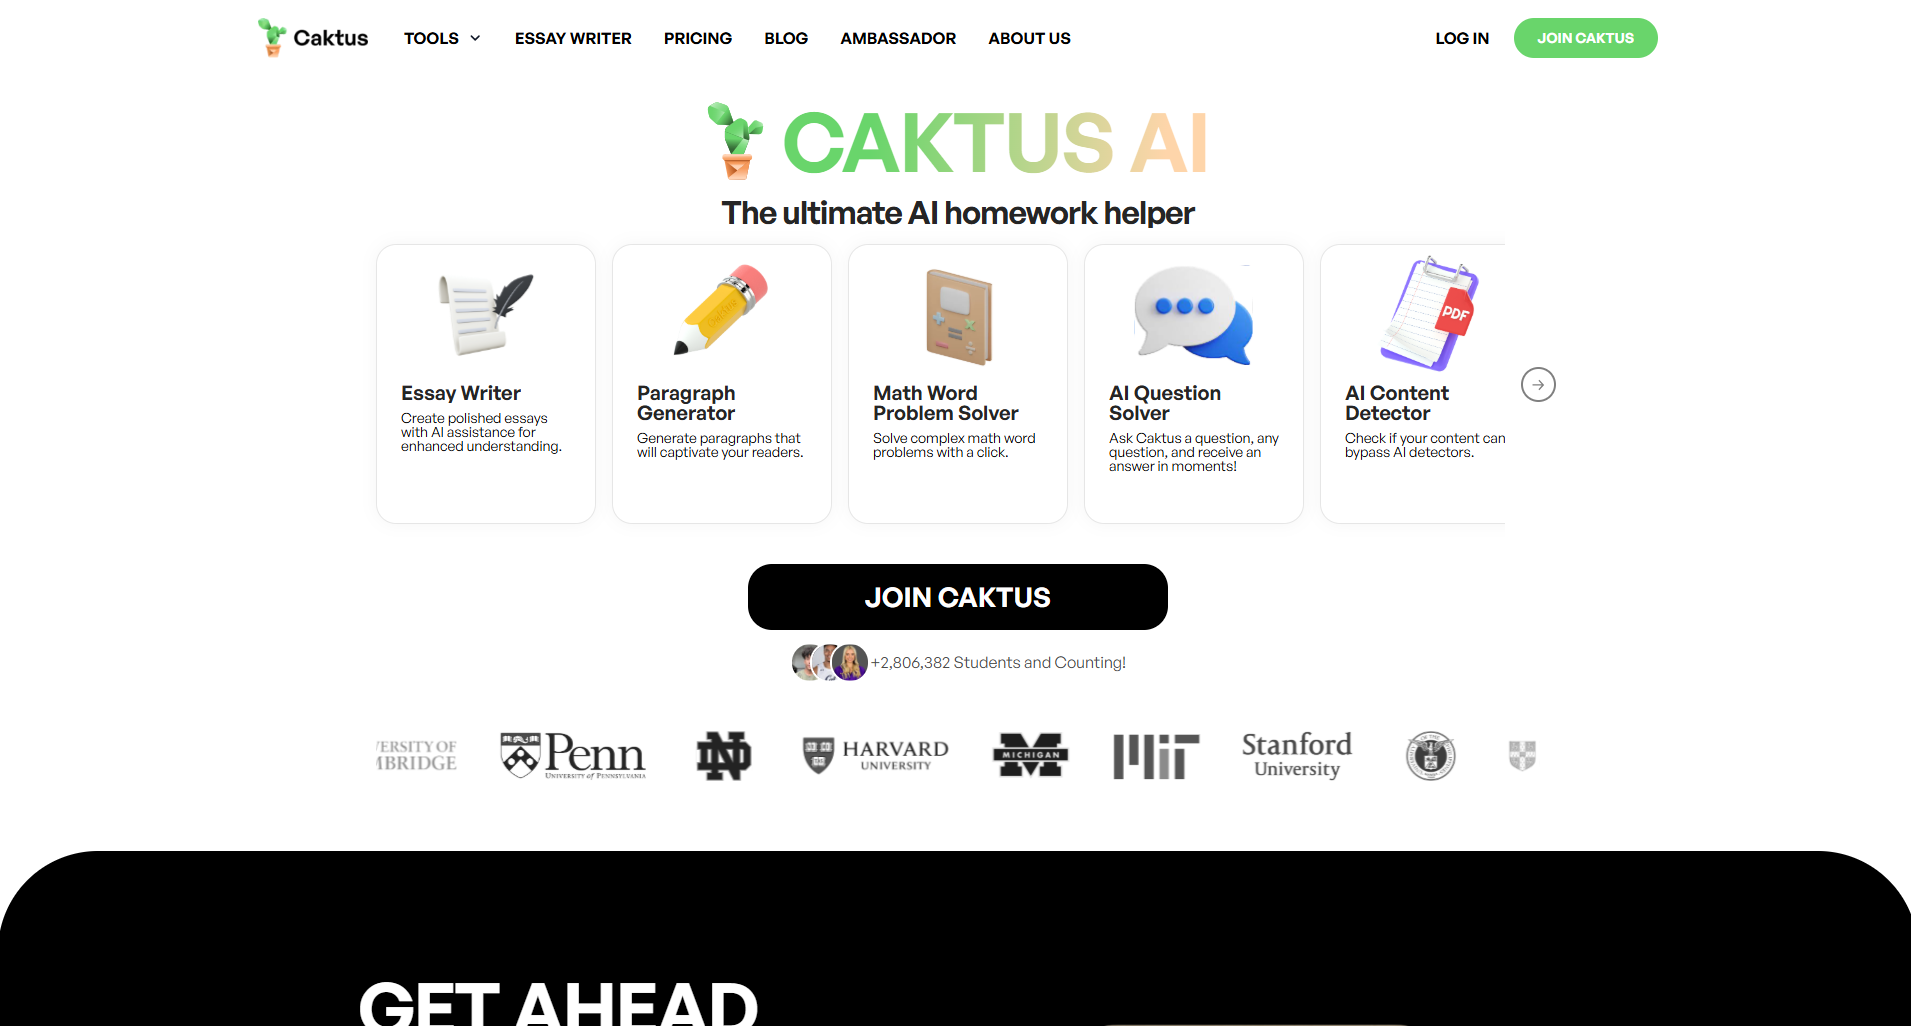 Caktus
TOOLS
ESSAY WRITER
PRICING
BLOG
AMBASSADOR
ABOUT US
LOG IN
JOIN CAKTUS
CAKTUS AI
The ultimate AI homework helper
Essay Writer
Create polished essays
with AI assistance for
enhanced understanding.
Paragraph
Generator
Generate paragraphs that
will captivate your readers.
Math Word
Problem Solver
Solve complex math word
problems with a click.
AI Question
Solver
Ask Caktus a question, any
question, and receive an
answer in moments!
PDF
AI Content
Detector
Check if your content can
bypass AI detectors.
JOIN CAKTUS
+2,806,382 Students and Counting!
VERSITY OF
MBRIDGE
Penn
UNIVERSITY of PENNSYLVANIA
ND
HARVARD
UNIVERSITY
MICHIGAN
MIT
Stanford
University
GET AHEAD